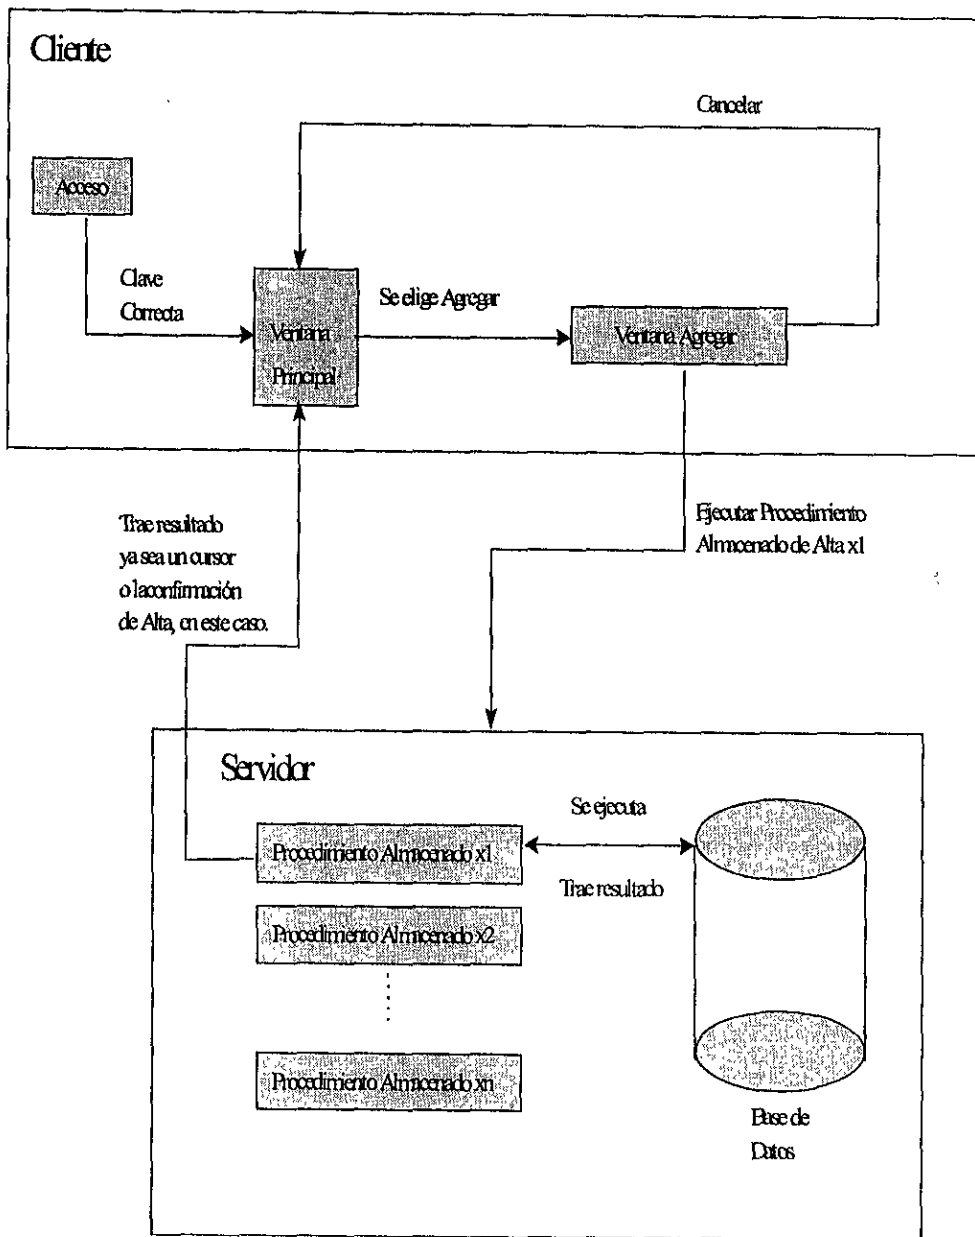 Cliente
Cancelar
Acceso
Clave
Correcta
Se elige Agregar
Ventana
Principal
Ventana Agregar
Trae resultado
ya sea un cursor
o la confirmación
de Alta, en este caso.
Ejecutar Procedimiento
Almacenado de Alta x1
Servidor
Procedimiento Almacenado x1
Se ejecuta
Trae resultado
Procedimiento Almacenado x2
Procedimiento Almacenado xn
Base de
Datos